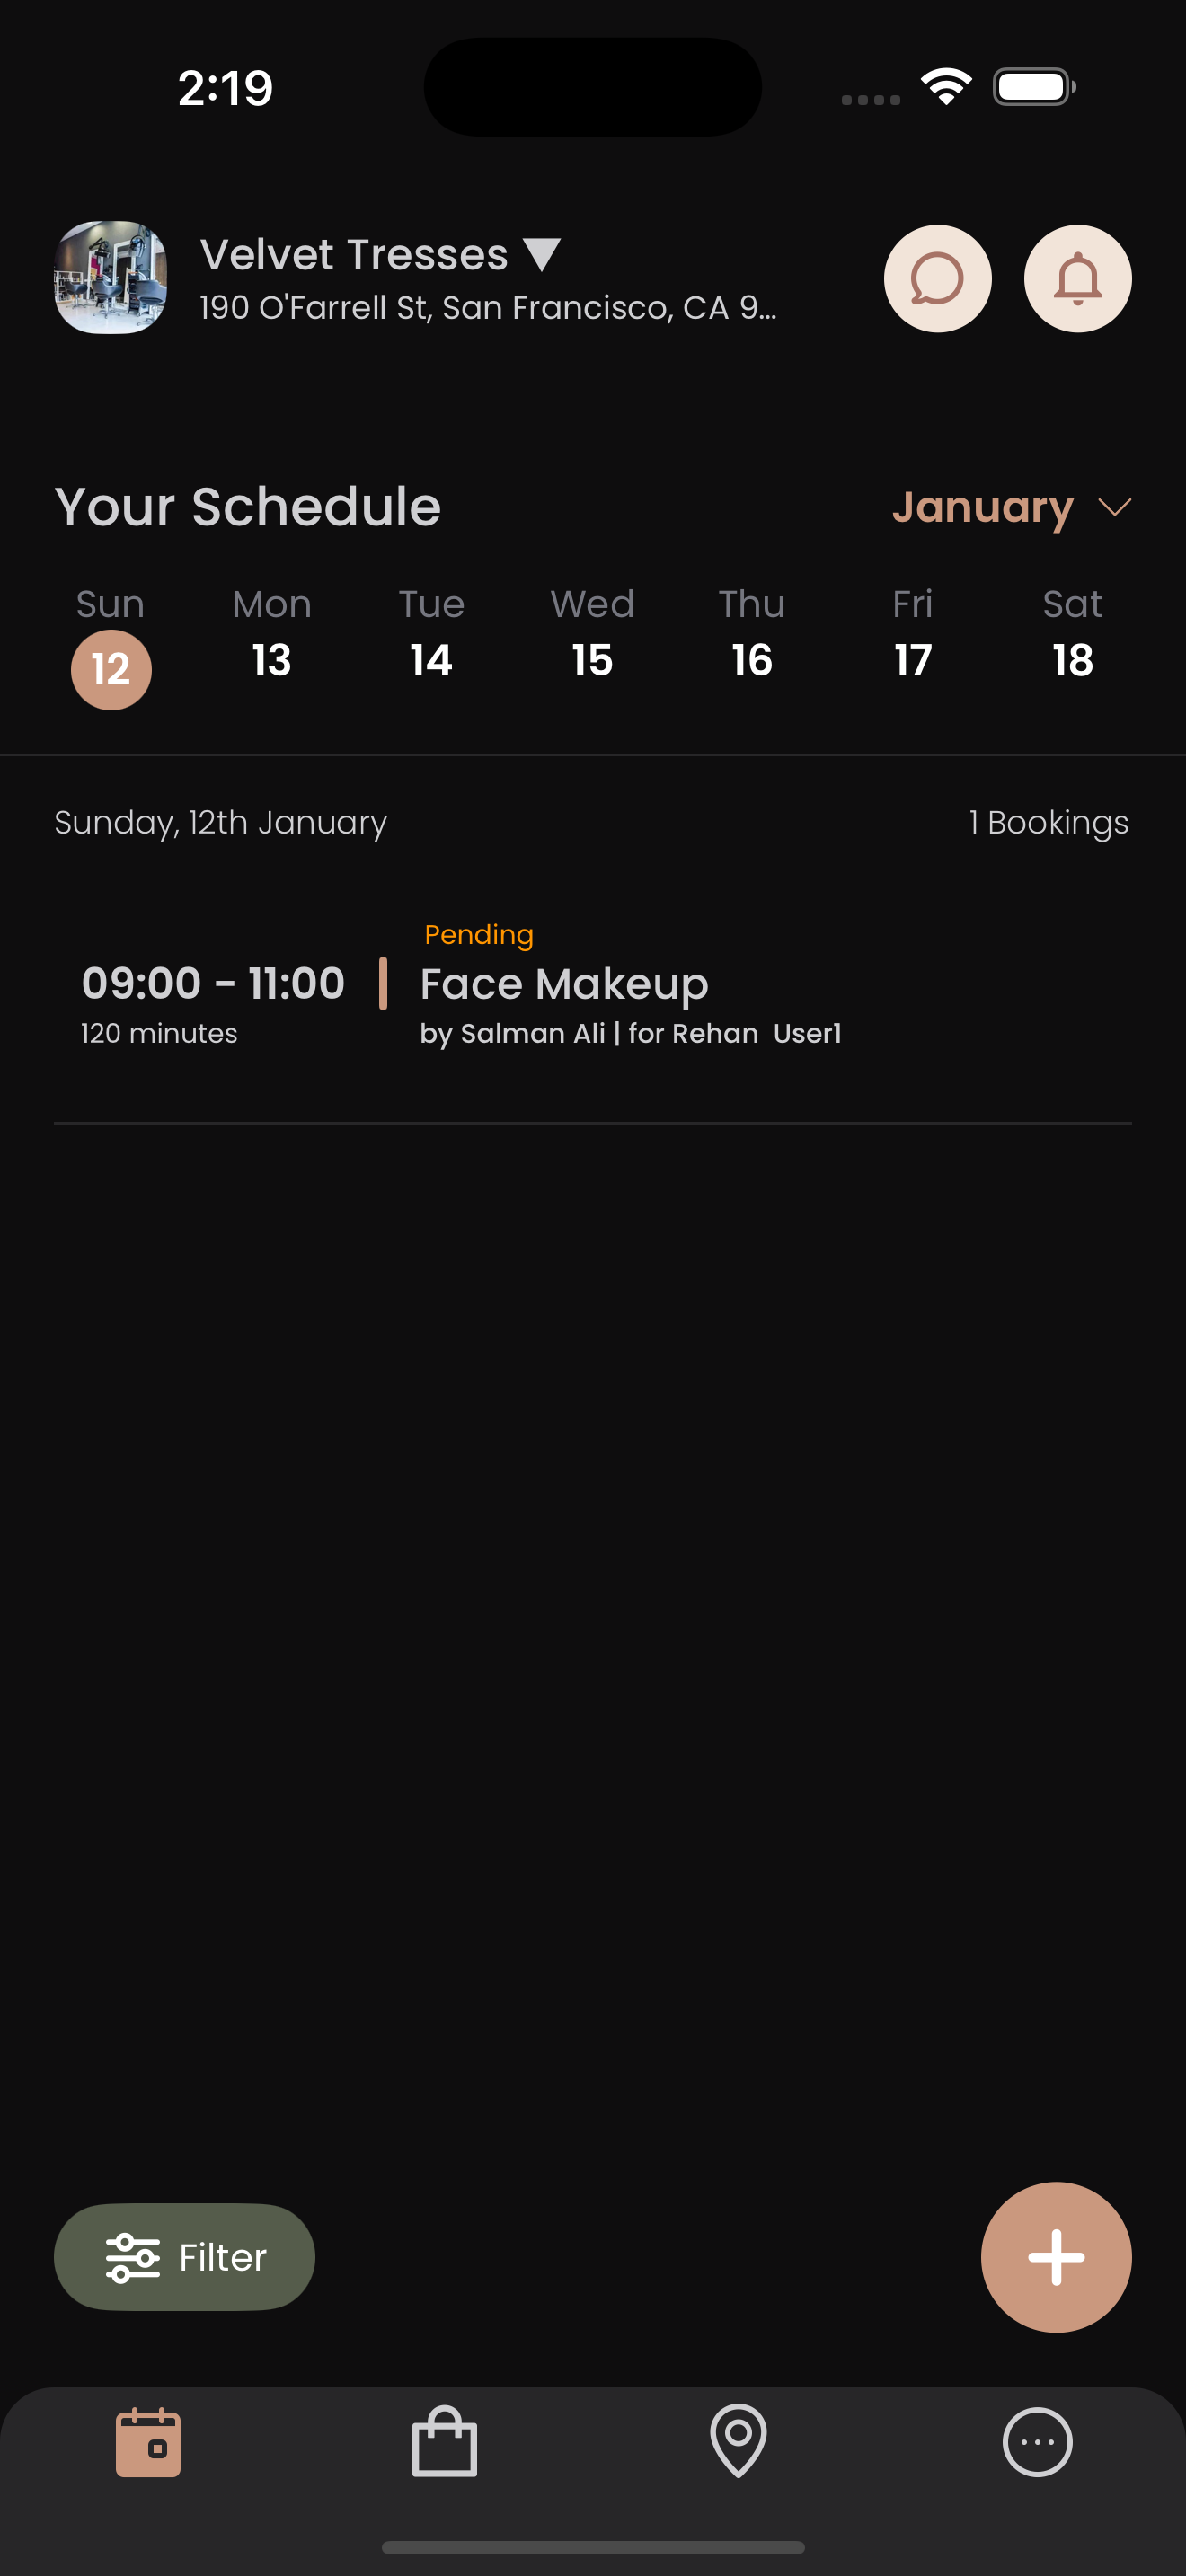 2:19
Velvet Tresses ▼
190 O'Farrell St, San Francisco, CA 9...
Your Schedule
January
Sun Mon Tue Wed Thu Fri Sat
12 13 14 15 16 17 18
Sunday, 12th January
1 Bookings
Pending
09:00 - 11:00
Face Makeup
120 minutes
by Salman Ali | for Rehan  User1
Filter